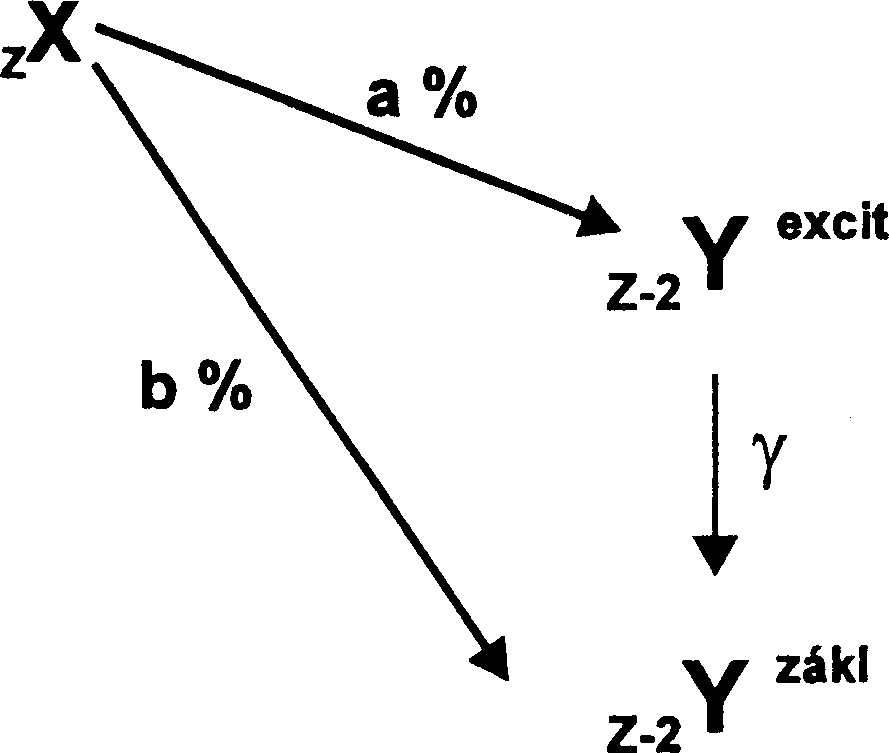 ZX
a %
Z-2Y excit
b %
γ
Z-2Y zákl